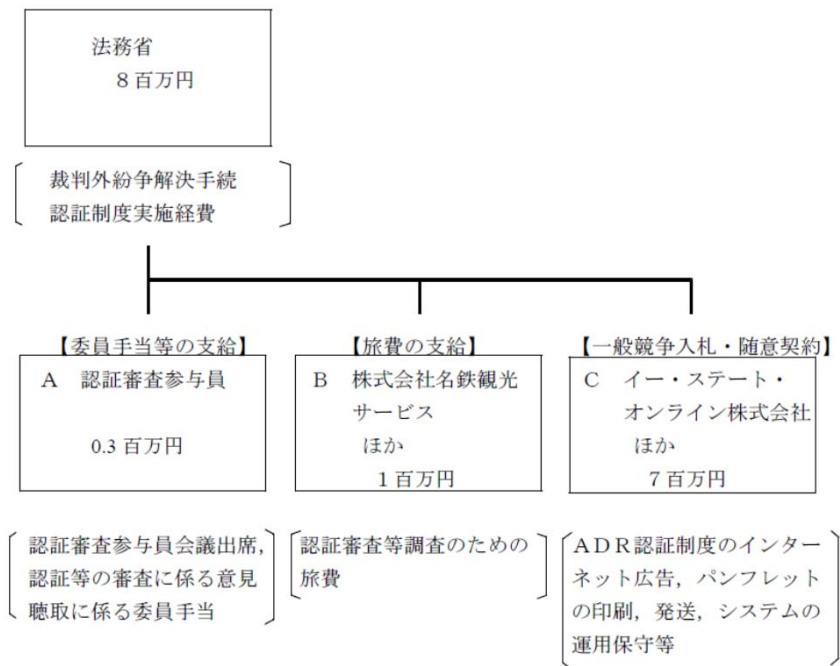 法務省
８百万円
裁判外紛争解決手続
認証制度実施経費
【委員手当等の支給】
A　認証審査参与員
0.3 百万円
認証審査参与員会議出席，
認証等の審査に係る意見
聴取に係る委員手当
【旅費の支給】
B　株式会社名鉄観光
サービス
ほか
１百万円
認証審査等調査のための
旅費
【一般競争入札・随意契約】
C　イー・ステート・
オンライン株式会社
ほか
７百万円
ＡＤＲ認証制度のインター
ネット広告，パンフレット
の印刷，発送，システムの
運用保守等